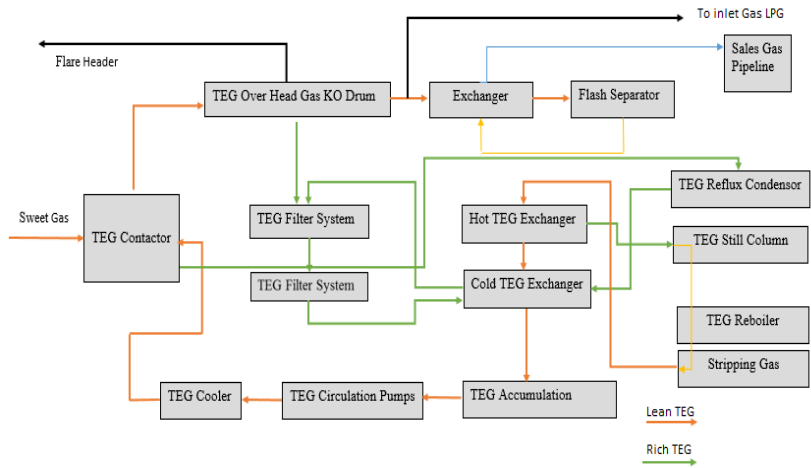 To inlet Gas LPG
Flare Header
Sales Gas
Pipeline
TEG Over Head Gas KO Drum
Exchanger
Flash Separator
TEG Reflux Condensor
Sweet Gas
TEG Contactor
TEG Filter System
Hot TEG Exchanger
TEG Still Column
TEG Filter System
Cold TEG Exchanger
TEG Reboiler
Stripping Gas
TEG Cooler
TEG Circulation Pumps
TEG Accumulation
Lean TEG
Rich TEG